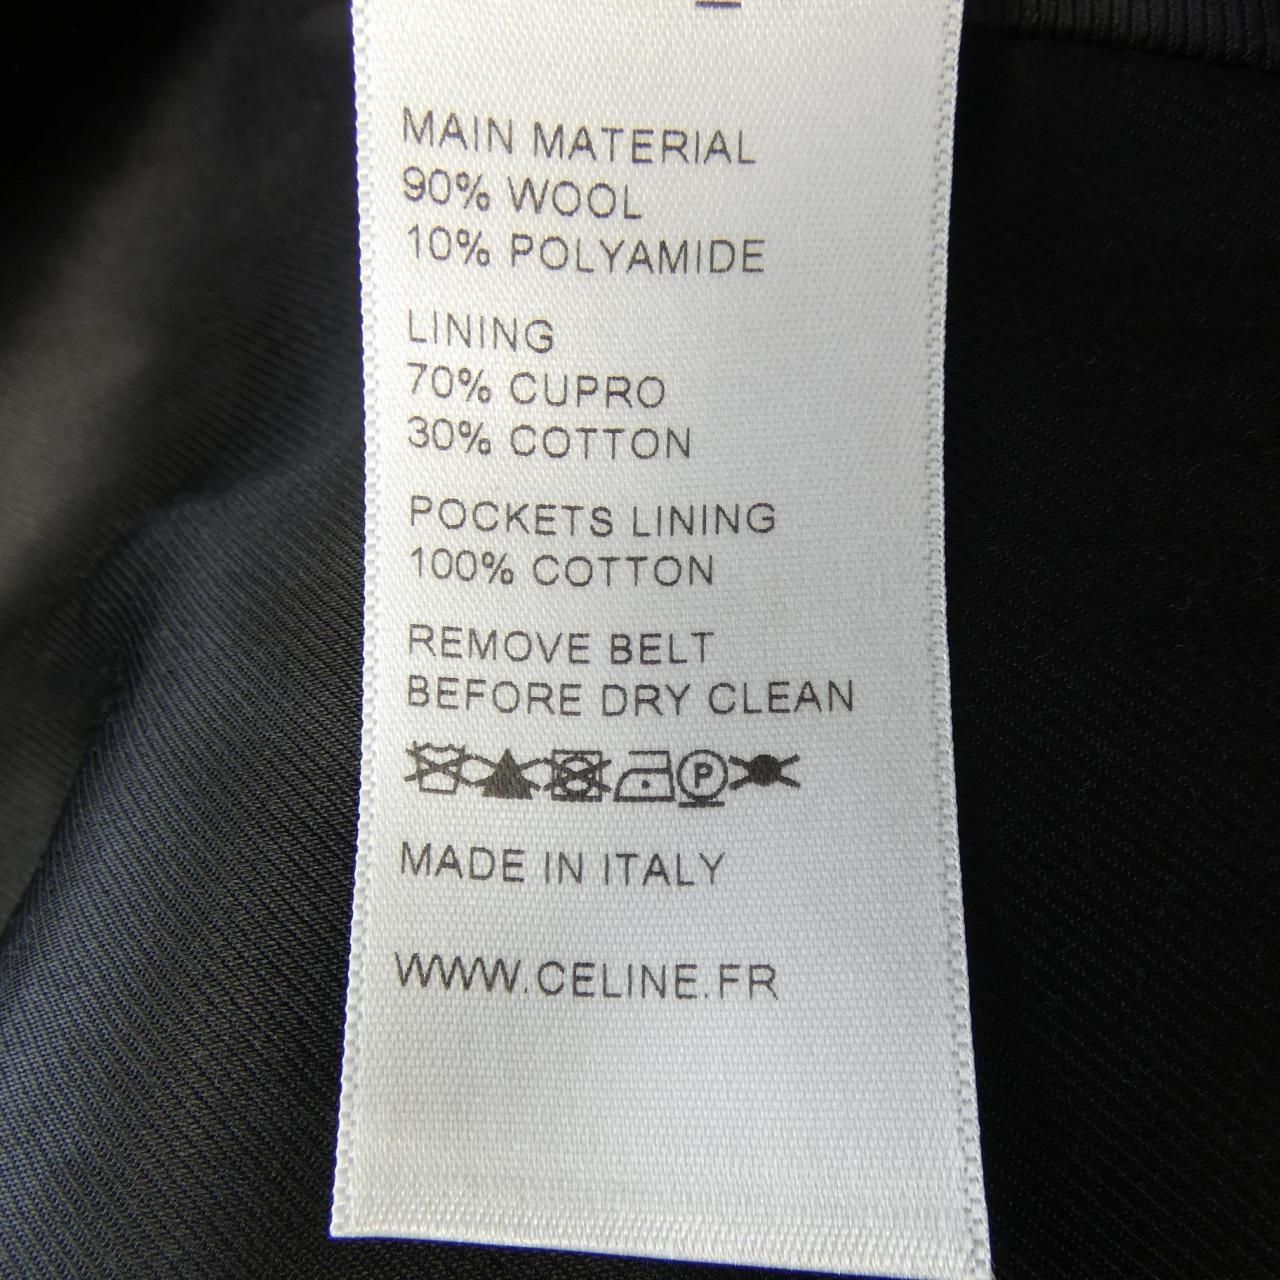 MAIN MATERIAL
90% WOOL
10% POLYAMIDE
LINING
70% CUPRO
30% COTTON
POCKETS LINING
100% COTTON
REMOVE BELT
BEFORE DRY CLEAN
P
MADE IN ITALY
WWW.CELINE.FR